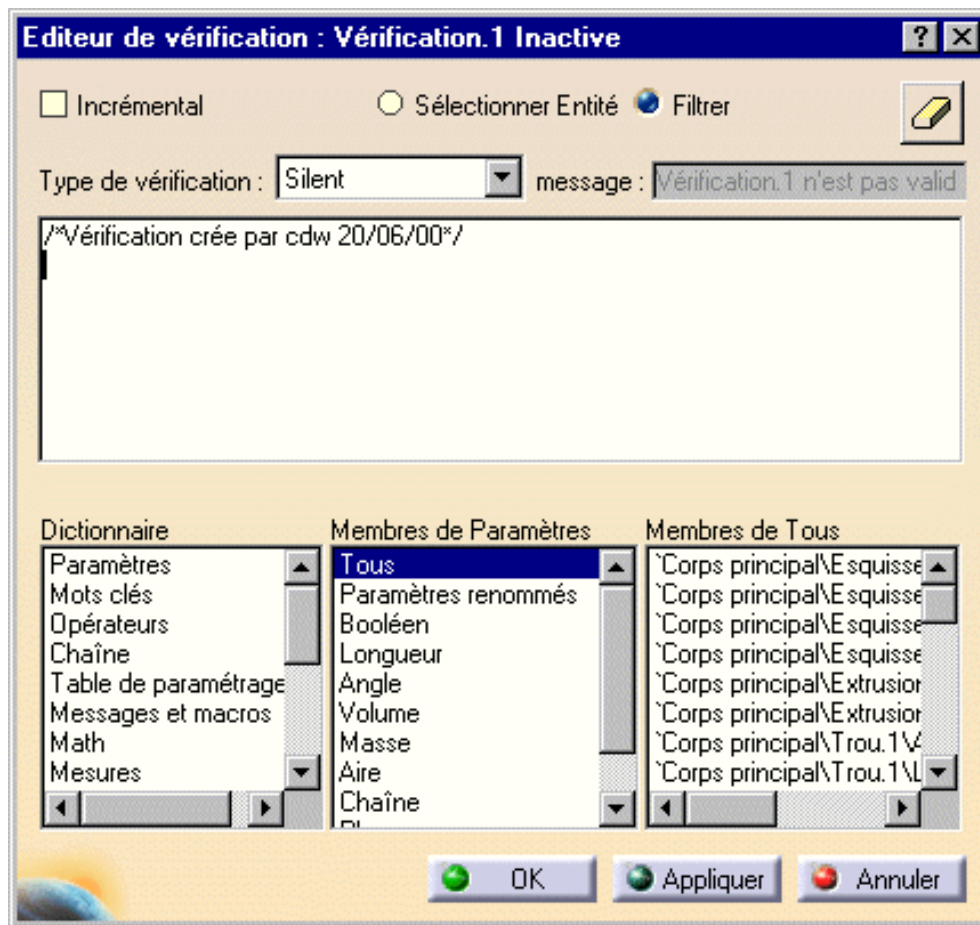 Editeur de vérification : Vérification.1 Inactive
Incrémental Sélectionner Entité Filtrer
Type de vérification : Silent message : Vérification.1 n'est pas valid
/*Vérification crée par cdw 20/06/00*/
Dictionnaire
Paramètres
Mots clés
Opérateurs
Chaîne
Table de paramétrage
Messages et macros
Math
Mesures
Membres de Paramètres
Tous
Paramètres renommés
Booléen
Longueur
Angle
Volume
Masse
Aire
Chaîne
Membres de Tous
`Corps principal\Esquisse
`Corps principal\Esquisse
`Corps principal\Esquisse
`Corps principal\Esquisse
`Corps principal\Extrusion
`Corps principal\Extrusion
`Corps principal\Trou.1\A
`Corps principal\Trou.1\L
OK Appliquer Annuler